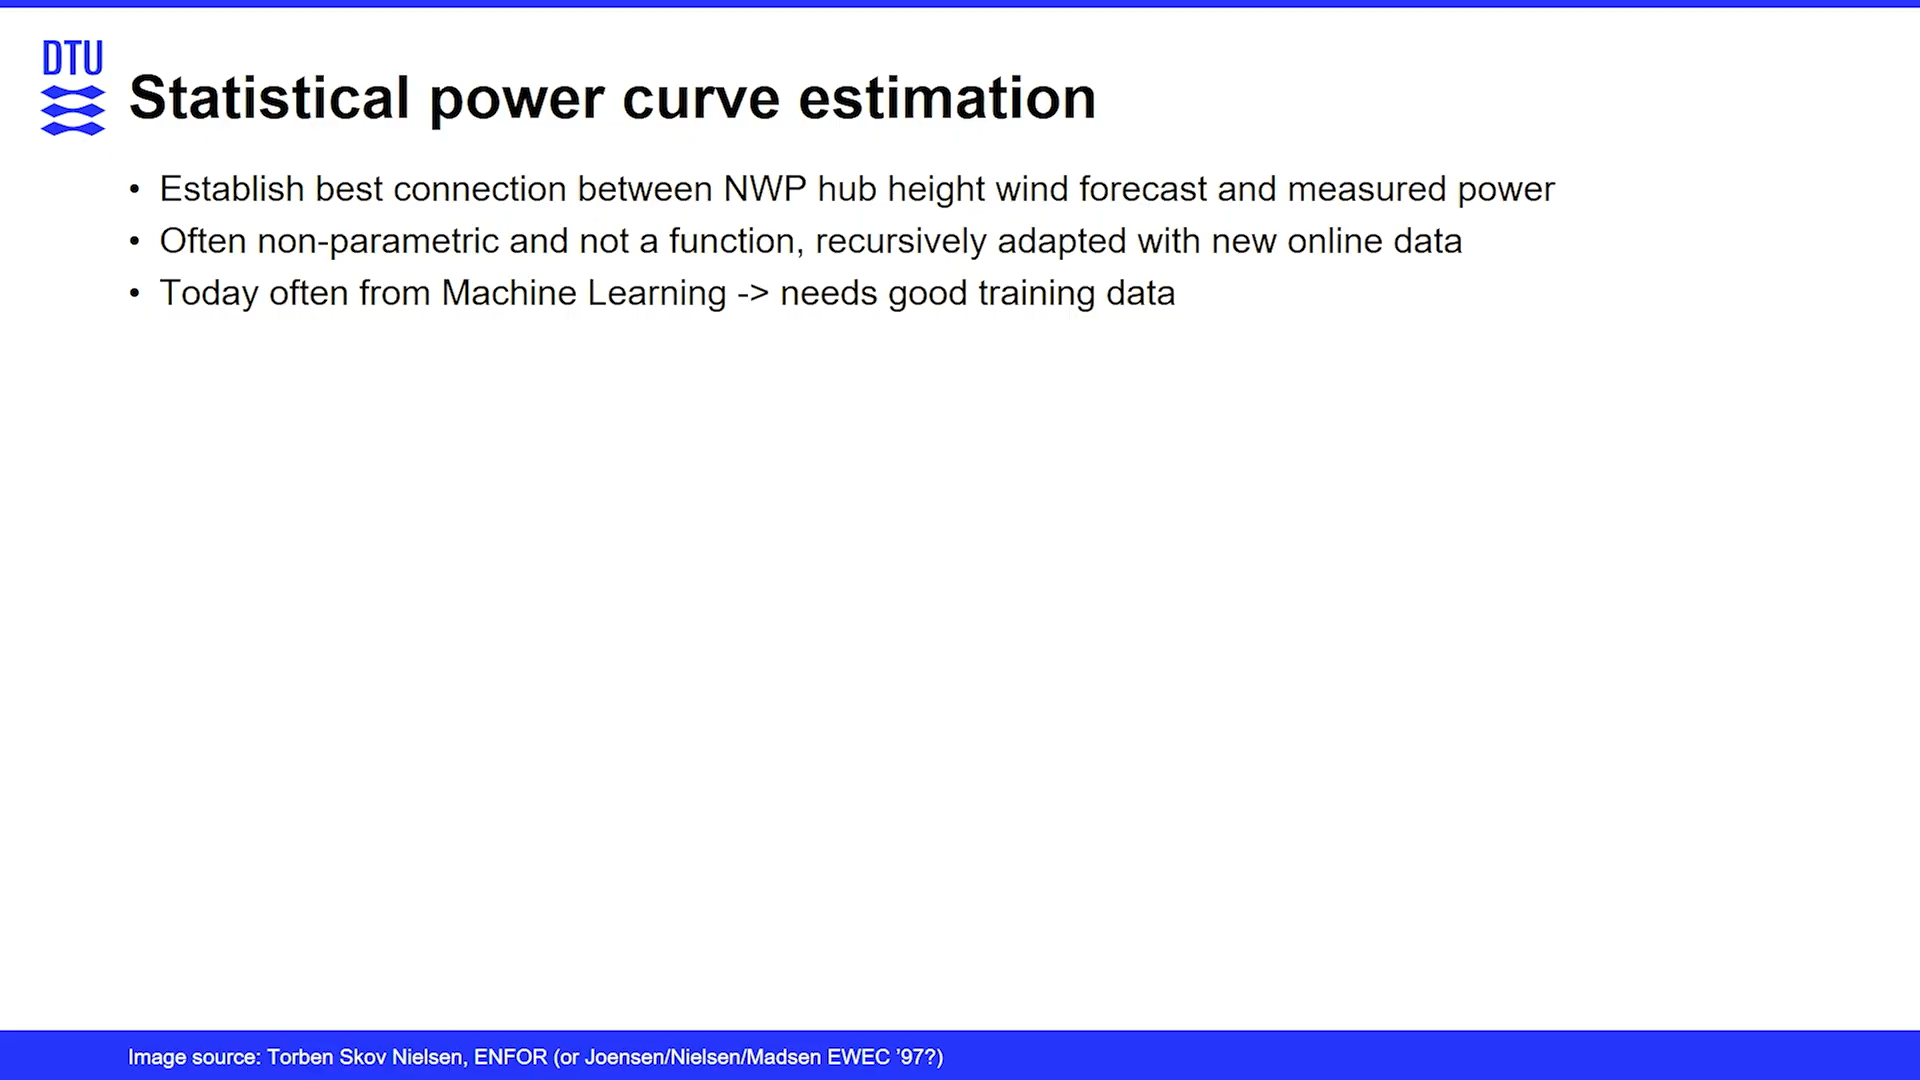 DTU
Statistical power curve estimation
• Establish best connection between NWP hub height wind forecast and measured power
• Often non-parametric and not a function, recursively adapted with new online data
• Today often from Machine Learning -> needs good training data
Image source: Torben Skov Nielsen, ENFOR (or Joensen/Nielsen/Madsen EWEC ’97?)